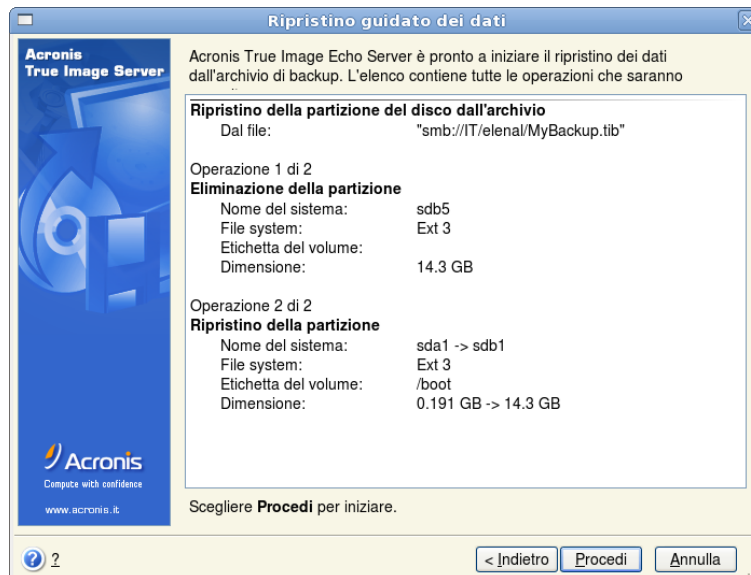 Ripristino guidato dei dati
Acronis
True Image Server
Acronis True Image Echo Server è pronto a iniziare il ripristino dei dati
dall'archivio di backup. L'elenco contiene tutte le operazioni che saranno
Ripristino della partizione del disco dall'archivio
Dal file: "smb://IT/elenal/MyBackup.tib"
Operazione 1 di 2
Eliminazione della partizione
Nome del sistema: sdb5
File system: Ext 3
Etichetta del volume:
Dimensione: 14.3 GB
Operazione 2 di 2
Ripristino della partizione
Nome del sistema: sda1 -> sdb1
File system: Ext 3
Etichetta del volume: /boot
Dimensione: 0.191 GB -> 14.3 GB
Acronis
Compute with confidence
www.acronis.it
Scegliere Procedi per iniziare.
? < Indietro Procedi Annulla